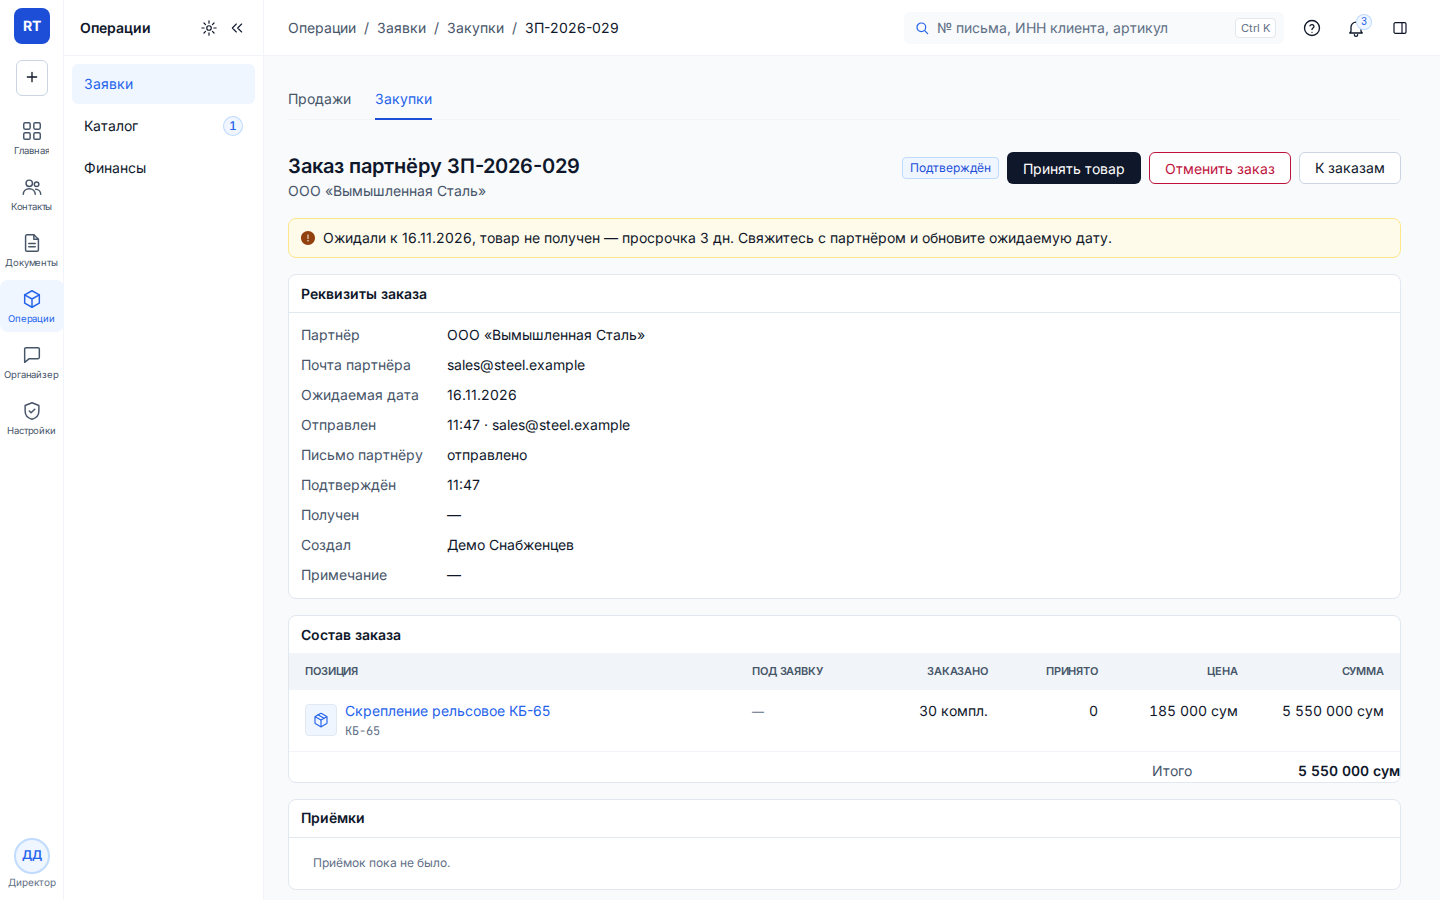 RT
Операции
Операции / Заявки / Закупки / ЗП-2026-029
№ письма, ИНН клиента, артикул
Ctrl K
3
Главная
Контакты
Документы
Операции
Органайзер
Настройки
ДД
Директор
Заявки
Каталог
1
Финансы
Продажи
Закупки
Заказ партнёру ЗП-2026-029
ООО «Вымышленная Сталь»
Подтверждён
Принять товар
Отменить заказ
К заказам
Ожидали к 16.11.2026, товар не получен — просрочка 3 дн. Свяжитесь с партнёром и обновите ожидаемую дату.
Реквизиты заказа
Партнёр ООО «Вымышленная Сталь»
Почта партнёра sales@steel.example
Ожидаемая дата 16.11.2026
Отправлен 11:47 · sales@steel.example
Письмо партнёру отправлено
Подтверждён 11:47
Получен —
Создал Демо Снабженцев
Примечание —
Состав заказа
ПОЗИЦИЯ ПОД ЗАЯВКУ ЗАКАЗАНО ПРИНЯТО ЦЕНА СУММА
Скрепление рельсовое КБ-65 — 30 компл. 0 185 000 сум 5 550 000 сум
КБ-65
Итого 5 550 000 сум
Приёмки
Приёмок пока не было.